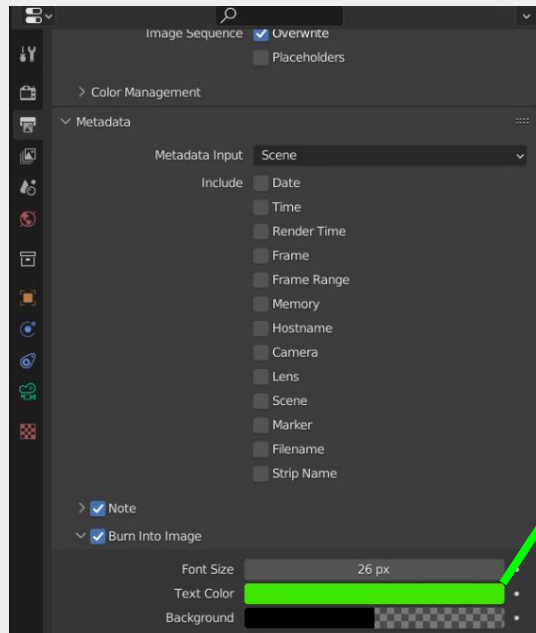 Image Sequence Overwrite
Placeholders
Color Management
Metadata
Metadata Input Scene
Include Date
Time
Render Time
Frame
Frame Range
Memory
Hostname
Camera
Lens
Scene
Marker
Filename
Strip Name
Note
Burn Into Image
Font Size 26 px
Text Color
Background